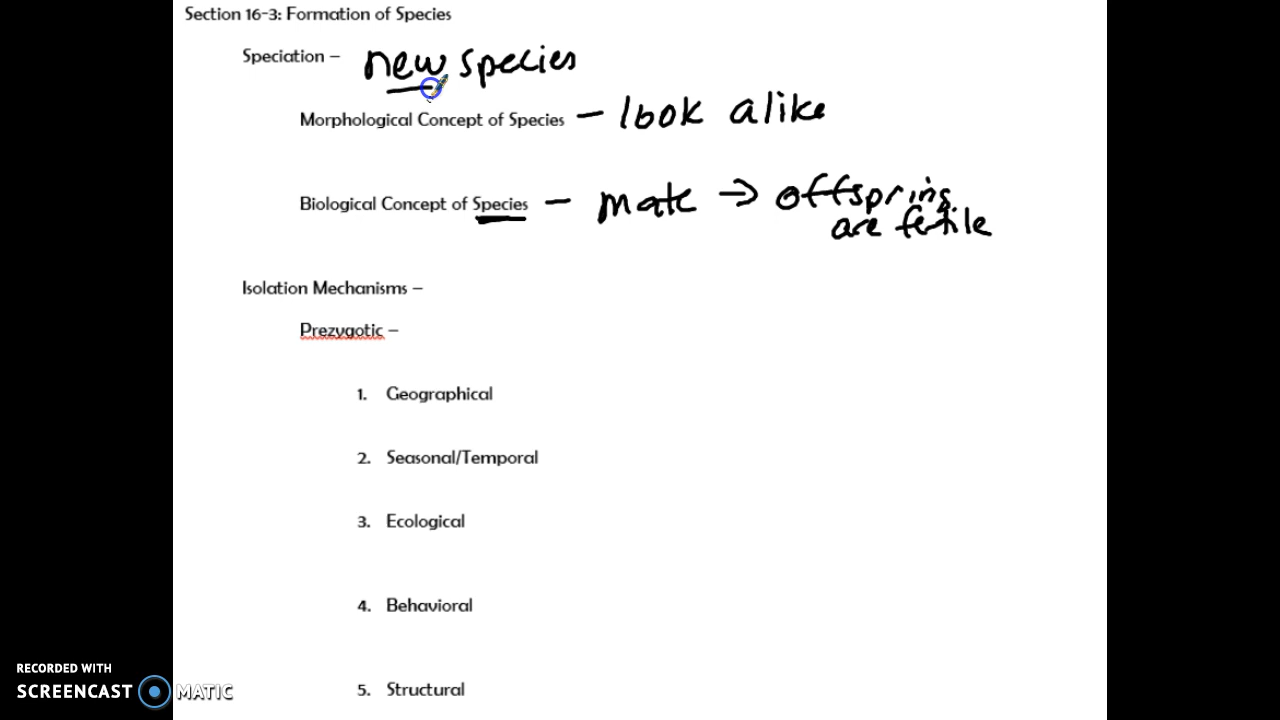 Section 16-3: Formation of Species
Speciation – new species
Morphological Concept of Species – look alike
Biological Concept of Species – mate → offspring
are fertile
Isolation Mechanisms –
Prezygotic –
1. Geographical
2. Seasonal/Temporal
3. Ecological
4. Behavioral
5. Structural
RECORDED WITH
SCREENCAST MATIC